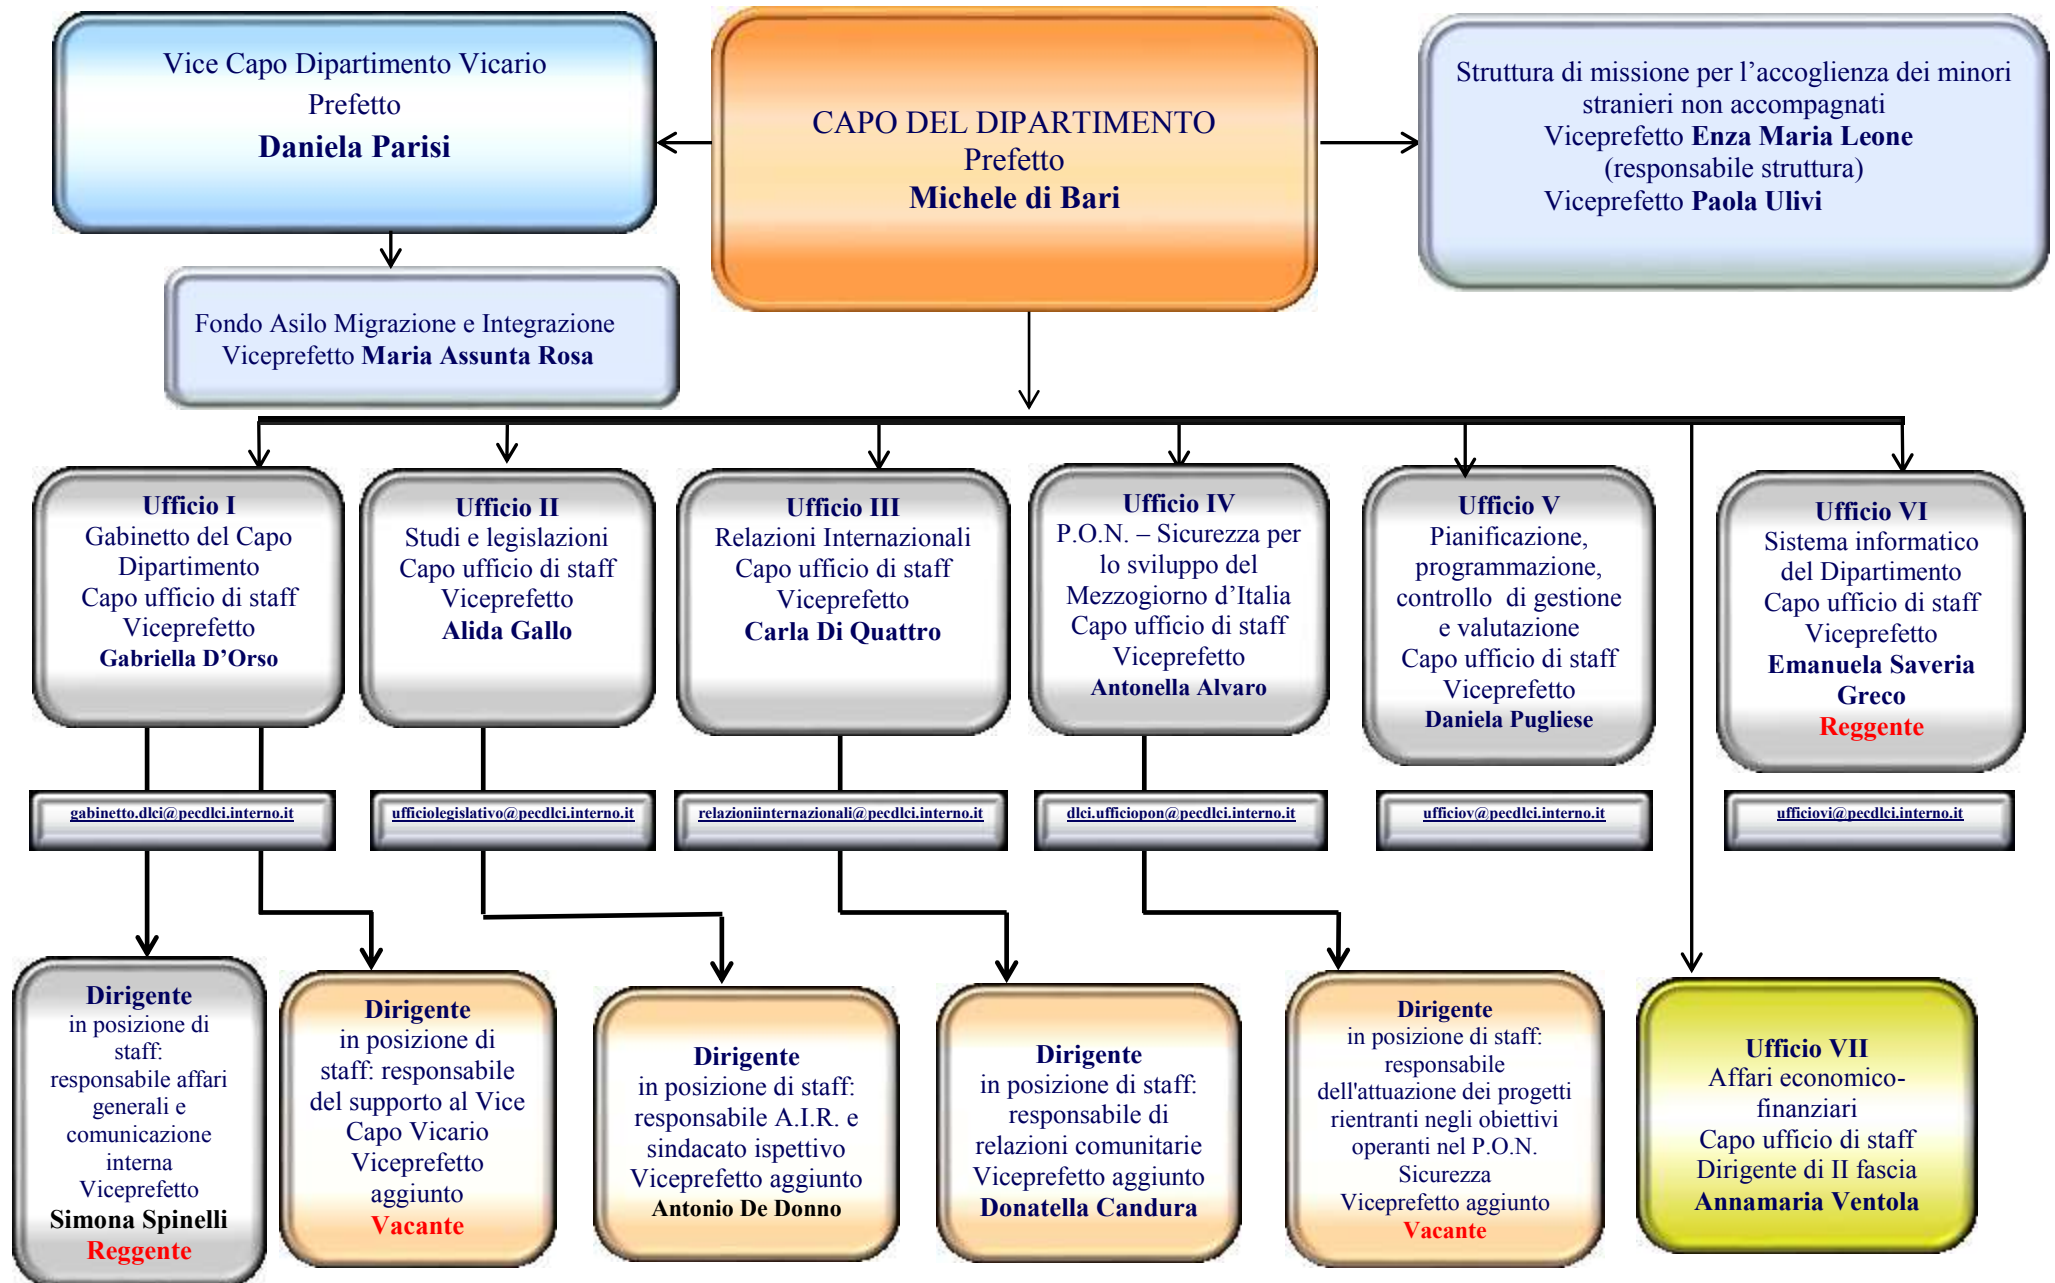 Vice Capo Dipartimento Vicario
Prefetto
Daniela Parisi
CAPO DEL DIPARTIMENTO
Prefetto
Michele di Bari
Struttura di missione per l’accoglienza dei minori
stranieri non accompagnati
Viceprefetto Enza Maria Leone
(responsabile struttura)
Viceprefetto Paola Ulivi
Fondo Asilo Migrazione e Integrazione
Viceprefetto Maria Assunta Rosa
Ufficio I
Gabinetto del Capo
Dipartimento
Capo ufficio di staff
Viceprefetto
Gabriella D’Orso
Ufficio II
Studi e legislazioni
Capo ufficio di staff
Viceprefetto
Alida Gallo
Ufficio III
Relazioni Internazionali
Capo ufficio di staff
Viceprefetto
Carla Di Quattro
Ufficio IV
P.O.N. – Sicurezza per
lo sviluppo del
Mezzogiorno d’Italia
Capo ufficio di staff
Viceprefetto
Antonella Alvaro
Ufficio V
Pianificazione,
programmazione,
controllo di gestione
e valutazione
Capo ufficio di staff
Viceprefetto
Daniela Pugliese
Ufficio VI
Sistema informatico
del Dipartimento
Capo ufficio di staff
Viceprefetto
Emanuela Saveria
Greco
Reggente
gabinetto.dlci@pecdlci.interno.it
ufficiolegislativo@pecdlci.interno.it
relazioniinternazionali@pecdlci.interno.it
dlci.ufficiopon@pecdlci.interno.it
ufficiov@pecdlci.interno.it
ufficiovi@pecdlci.interno.it
Dirigente
in posizione di
staff:
responsabile affari
generali e
comunicazione
interna
Viceprefetto
Simona Spinelli
Reggente
Dirigente
in posizione di
staff: responsabile
del supporto al Vice
Capo Vicario
Viceprefetto
aggiunto
Vacante
Dirigente
in posizione di staff:
responsabile A.I.R. e
sindacato ispettivo
Viceprefetto aggiunto
Antonio De Donno
Dirigente
in posizione di staff:
responsabile di
relazioni comunitarie
Viceprefetto aggiunto
Donatella Candura
Dirigente
in posizione di staff:
responsabile
dell'attuazione dei progetti
rientranti negli obiettivi
operanti nel P.O.N.
Sicurezza
Viceprefetto aggiunto
Vacante
Ufficio VII
Affari economico-
finanziari
Capo ufficio di staff
Dirigente di II fascia
Annamaria Ventola